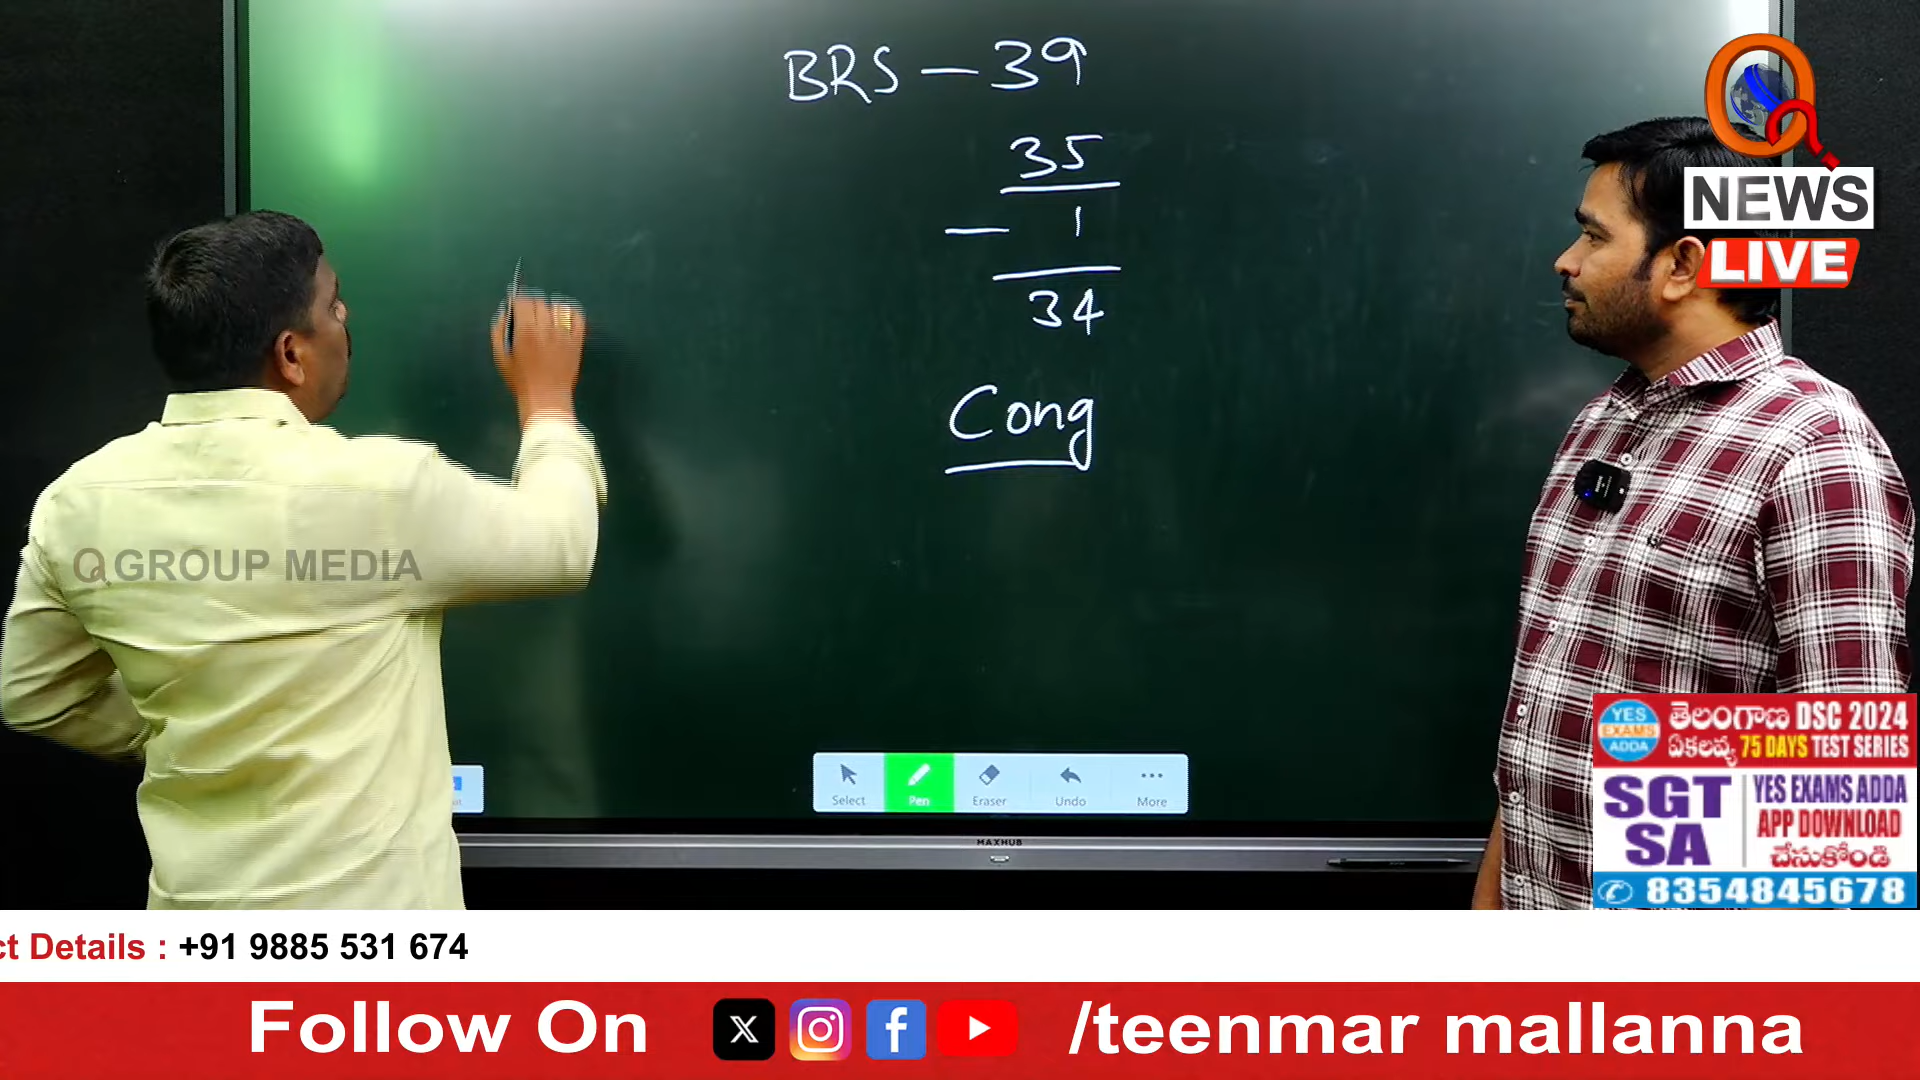 BRS - 39
35
- 1
34
Cong
Q
NEWS
LIVE
Q GROUP MEDIA
YES
EXAMS
ADDA
తెలంగాణ DSC 2024
ఏకలవ్య 75 DAYS TEST SERIES
SGT
SA
YES EXAMS ADDA
APP DOWNLOAD
చేసుకోండి
8354845678
Select
Pen
Eraser
Undo
More
MAXHUB
ct Details : +91 9885 531 674
Follow On
/teenmar mallanna